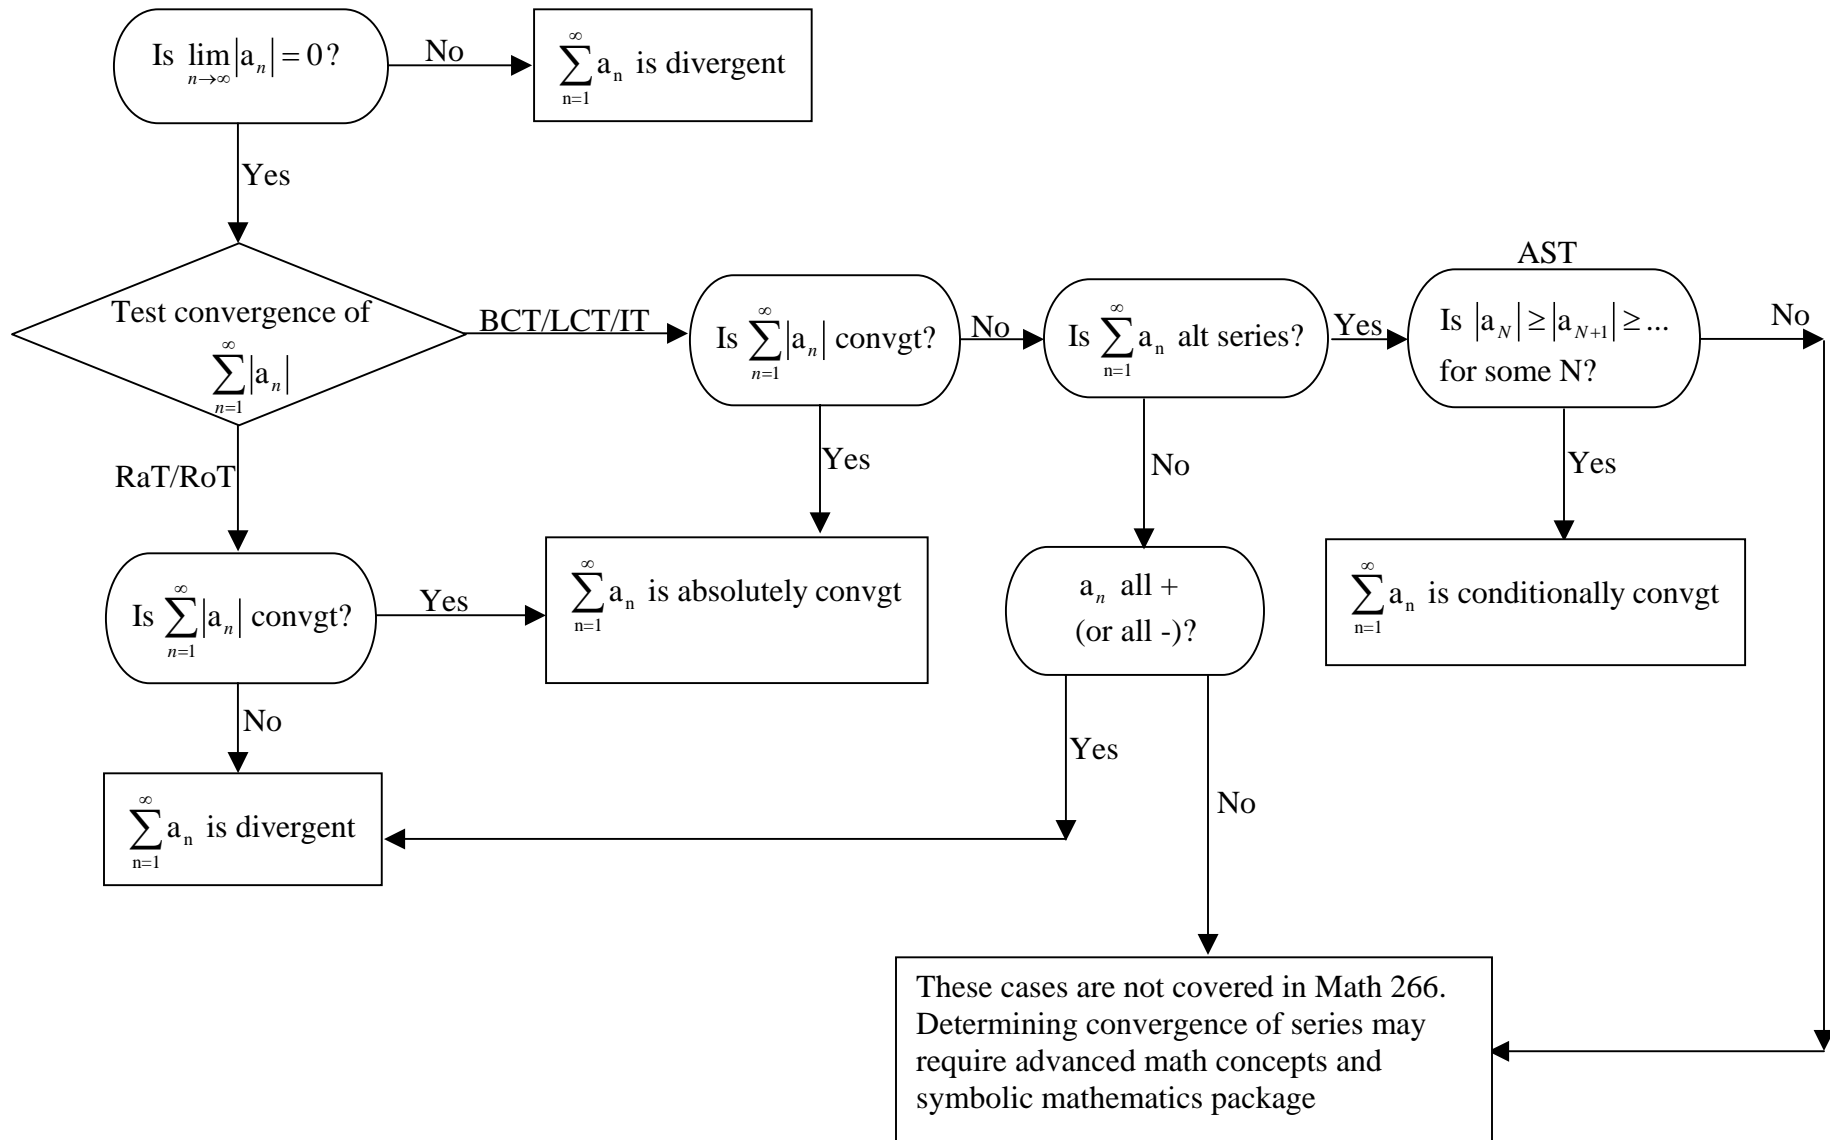 Is lim n→∞ |a_n| = 0?
No
∑_{n=1}^{∞} a_n is divergent
Yes
Test convergence of
∑_{n=1}^{∞} |a_n|
BCT/LCT/IT
Is ∑_{n=1}^{∞} |a_n| convgt?
No
Is ∑_{n=1}^{∞} a_n alt series?
Yes
AST
Is |a_N| ≥ |a_{N+1}| ≥ ...
for some N?
No
RaT/RoT
Yes
No
Yes
Is ∑_{n=1}^{∞} |a_n| convgt?
Yes
∑_{n=1}^{∞} a_n is absolutely convgt
a_n all +
(or all -)?
∑_{n=1}^{∞} a_n is conditionally convgt
No
Yes
No
∑_{n=1}^{∞} a_n is divergent
These cases are not covered in Math 266.
Determining convergence of series may
require advanced math concepts and
symbolic mathematics package